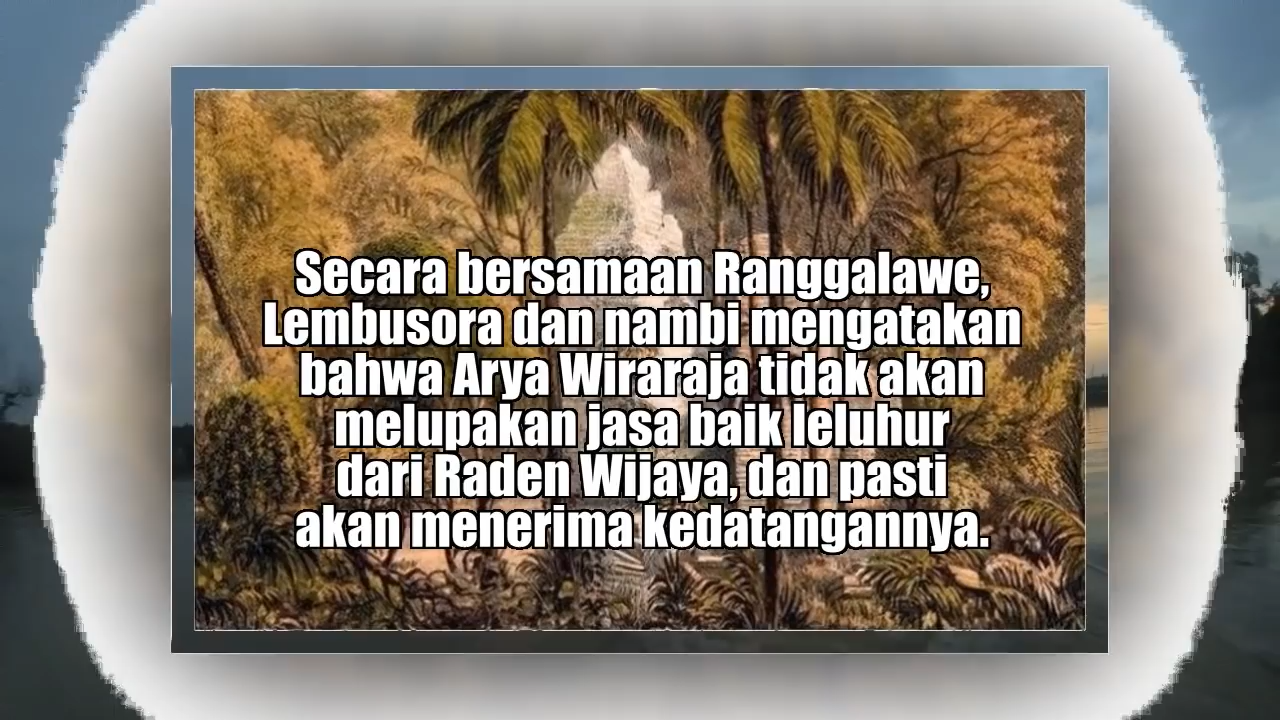 Secara bersamaan Ranggalawe,
Lembusora dan nambi mengatakan
bahwa Arya Wiraraja tidak akan
melupakan jasa baik leluhur
dari Raden Wijaya, dan pasti
akan menerima kedatangannya.